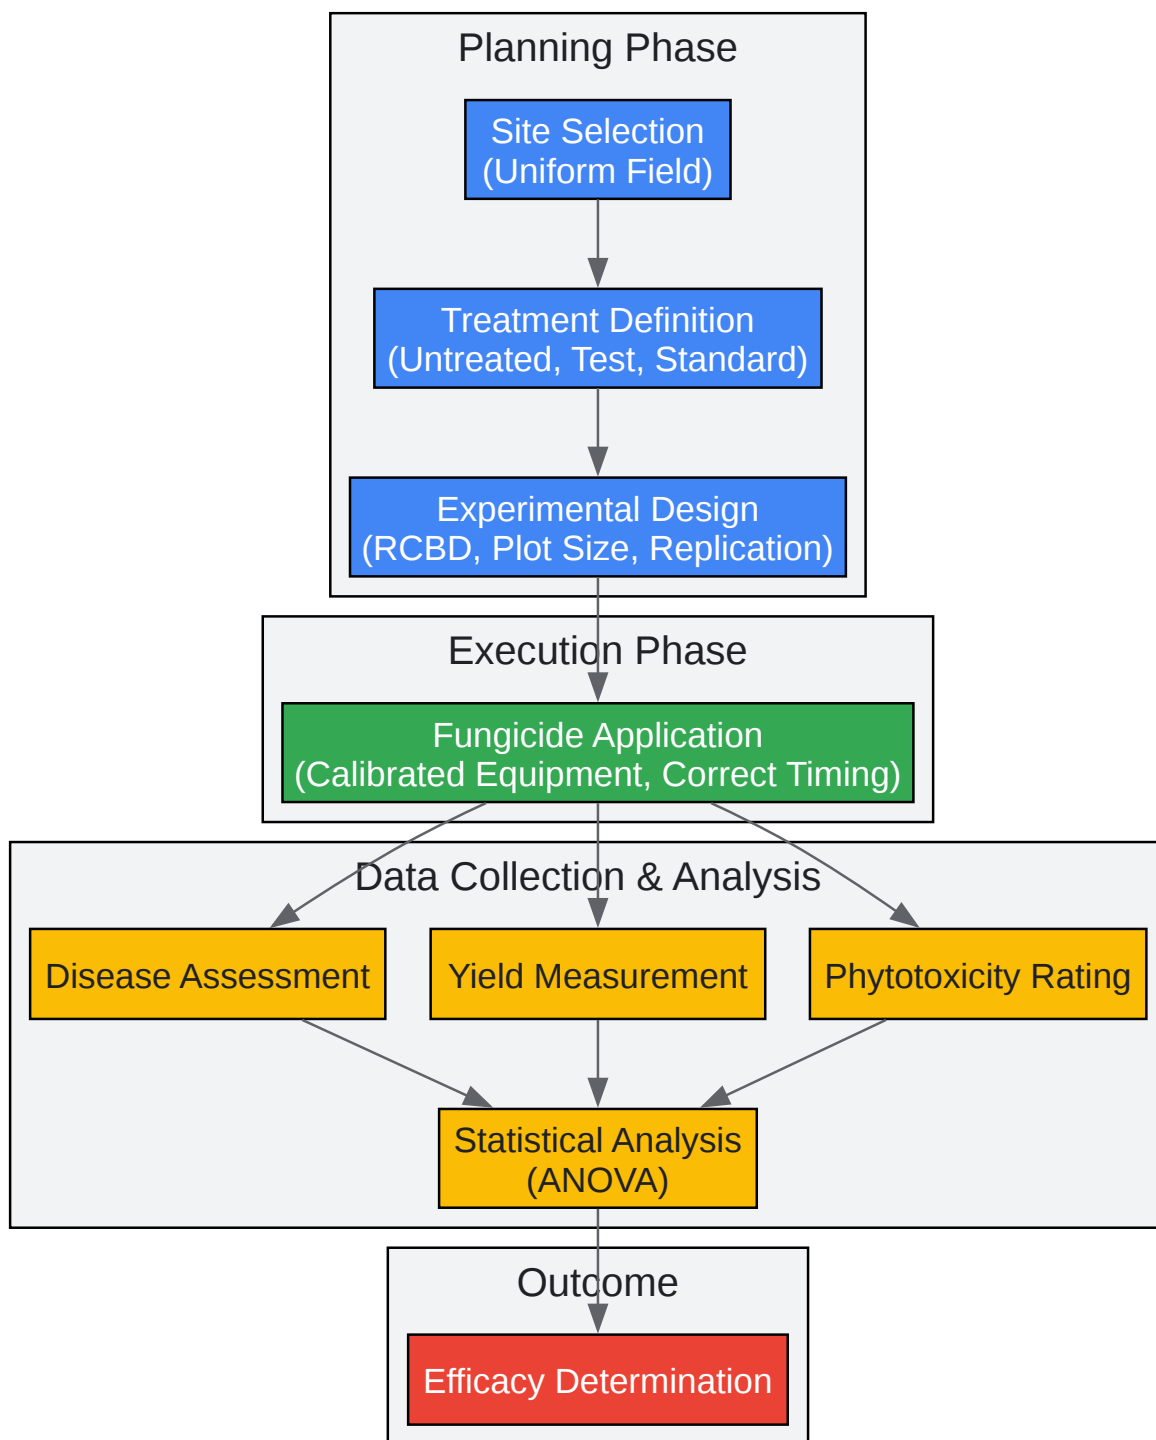 Planning Phase
Site Selection
(Uniform Field)
Treatment Definition
(Untreated, Test, Standard)
Experimental Design
(RCBD, Plot Size, Replication)
Execution Phase
Fungicide Application
(Calibrated Equipment, Correct Timing)
Data Collection & Analysis
Disease Assessment
Yield Measurement
Phytotoxicity Rating
Statistical Analysis
(ANOVA)
Outcome
Efficacy Determination